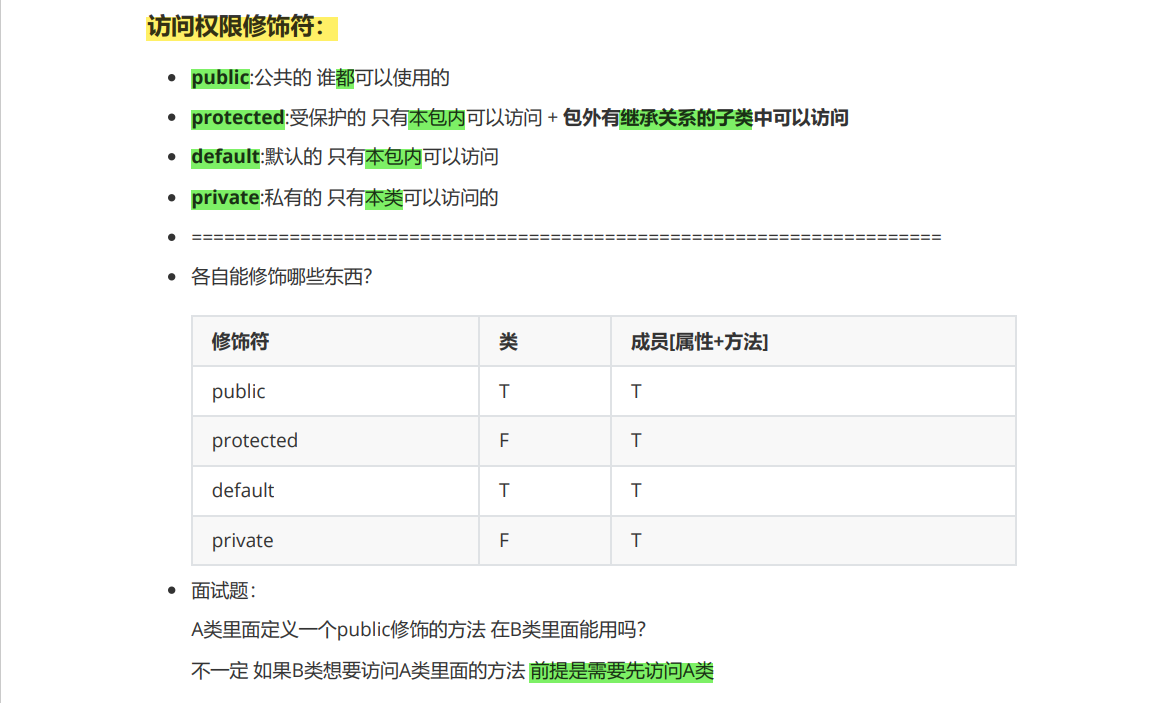 访问权限修饰符：
public:公共的 谁都可以使用的
protected:受保护的 只有本包内可以访问 + 包外有继承关系的子类中可以访问
default:默认的 只有本包内可以访问
private:私有的 只有本类可以访问的
=====================================================================
各自能修饰哪些东西？
修饰符 类 成员[属性+方法]
public T T
protected F T
default T T
private F T
面试题：
A类里面定义一个public修饰的方法 在B类里面能用吗？
不一定 如果B类想要访问A类里面的方法 前提是需要先访问A类